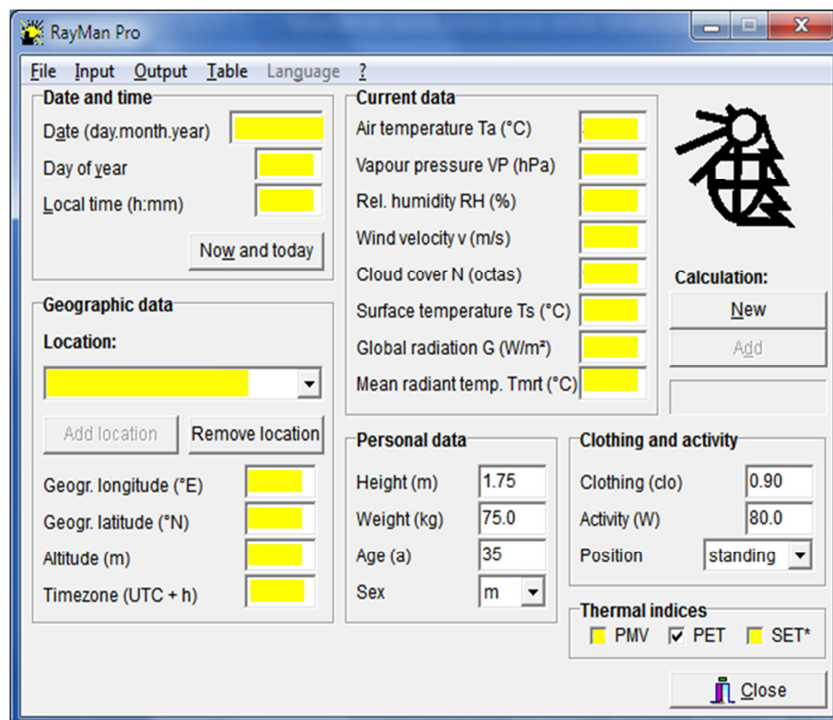 RayMan Pro
File Input Output Table Language ?
Date and time
Date (day.month.year)
Day of year
Local time (h:mm)
Now and today
Geographic data
Location:
Add location Remove location
Geogr. longitude (°E)
Geogr. latitude (°N)
Altitude (m)
Timezone (UTC + h)
Current data
Air temperature Ta (°C)
Vapour pressure VP (hPa)
Rel. humidity RH (%)
Wind velocity v (m/s)
Cloud cover N (octas)
Surface temperature Ts (°C)
Global radiation G (W/m²)
Mean radiant temp. Tmrt (°C)
Calculation:
New
Add
Personal data
Height (m) 1.75
Weight (kg) 75.0
Age (a) 35
Sex m
Clothing and activity
Clothing (clo) 0.90
Activity (W) 80.0
Position standing
Thermal indices
PMV PET SET*
Close